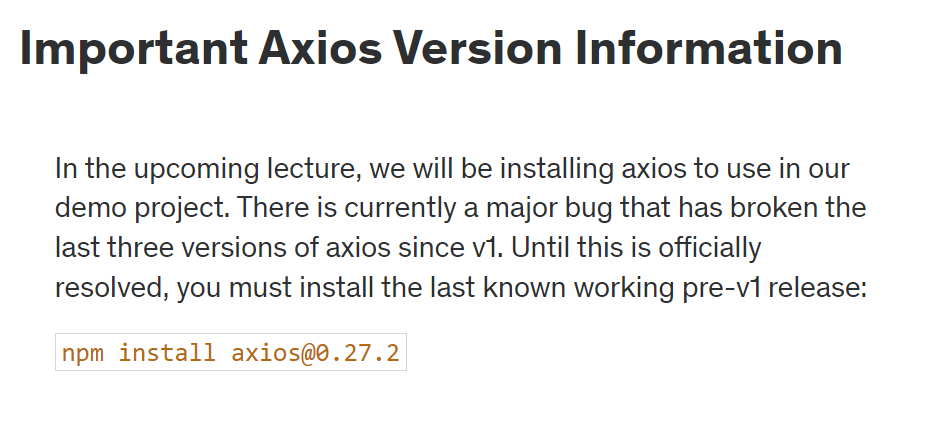 Important Axios Version Information
In the upcoming lecture, we will be installing axios to use in our
demo project. There is currently a major bug that has broken the
last three versions of axios since v1. Until this is officially
resolved, you must install the last known working pre-v1 release:
npm install axios@0.27.2